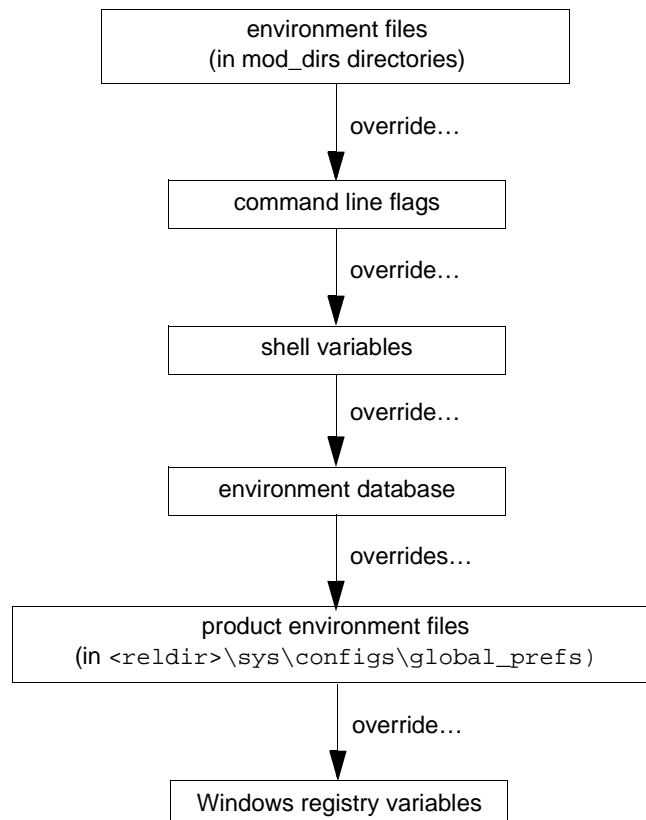 environment files
(in mod_dirs directories)
override…
command line flags
override…
shell variables
override…
environment database
overrides…
product environment files
(in <reldir>\sys\configs\global_prefs)
override…
Windows registry variables